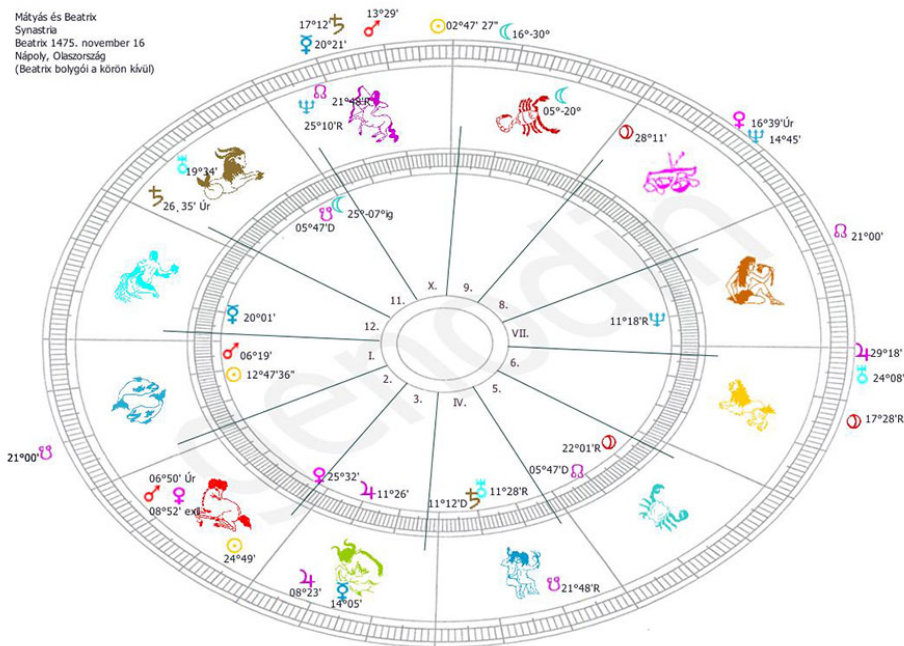 Mátyás és Beatrix
Synastria
Beatrix 1475. november 16
Nápoly, Olaszország
(Beatrix bolygói a körön kívül)
13°29'
17°12'
20°21'
02°47' 27"
16°-30°
21°48'R
25°10'R
05°-20°
28°11'
16°39'Úr
14°45'
19°34'
26,35' Úr
25°-07°ig
05°47'D
21°00'
X.
9.
11.
8.
12.
VII.
I.
6.
2.
5.
3.
IV.
20°01'
11°18'R
06°19'
12°47'36"
29°18'
24°08'
17°28'R
21°00'
22°01'R
05°47'D
06°50' Úr
08°52' exil
25°32'
11°26'
11°28'R
11°12'D
24°49'
08°23'
14°05'
21°48'R